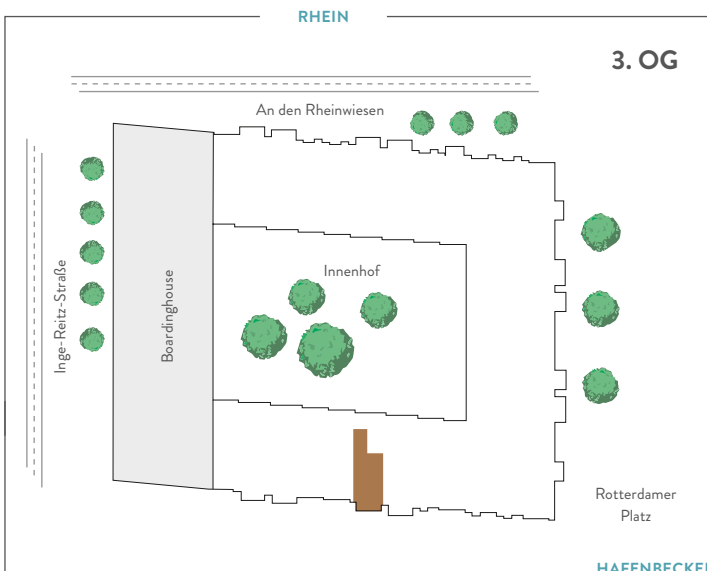 RHEIN
3. OG
An den Rheinwiesen
Inge-Reitz-Straße
Boardinghouse
Innenhof
Rotterdamer
Platz